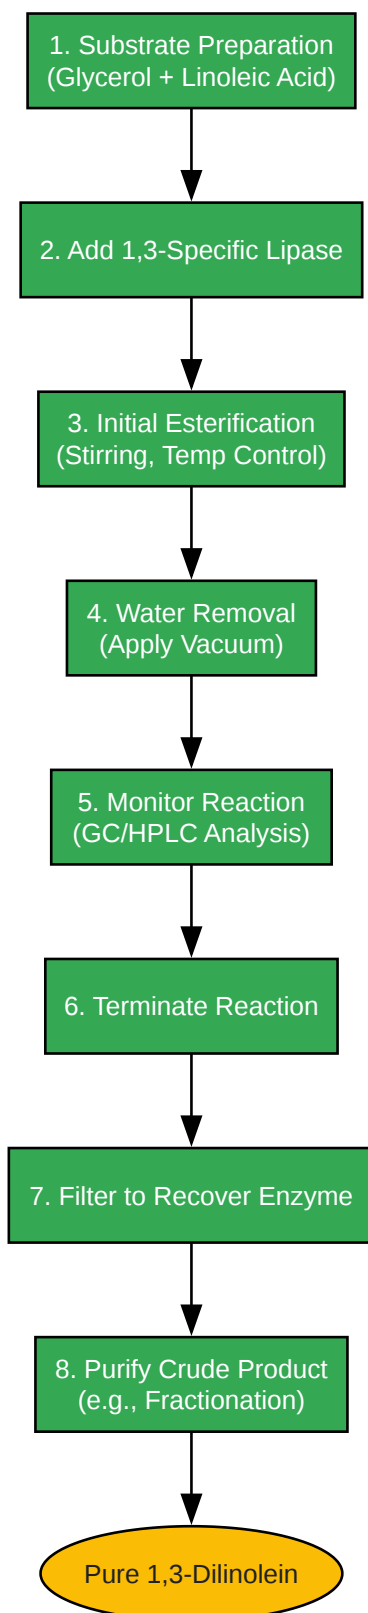 1. Substrate Preparation
(Glycerol + Linoleic Acid)
2. Add 1,3-Specific Lipase
3. Initial Esterification
(Stirring, Temp Control)
4. Water Removal
(Apply Vacuum)
5. Monitor Reaction
(GC/HPLC Analysis)
6. Terminate Reaction
7. Filter to Recover Enzyme
8. Purify Crude Product
(e.g., Fractionation)
Pure 1,3-Dilinolein